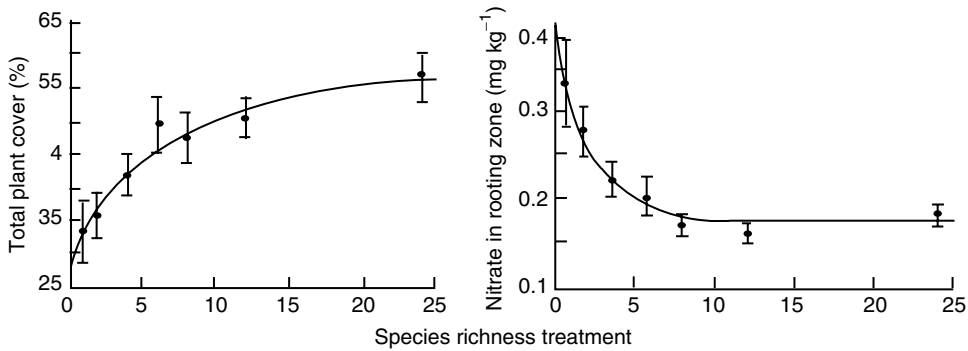 Total plant cover (%)
65
55
4
35
25
0 5 10 15 20 25
Nitrate in rooting zone (mg kg⁻¹)
0.4
0.3
0.2
0.1
0 5 10 15 20 25
Species richness treatment